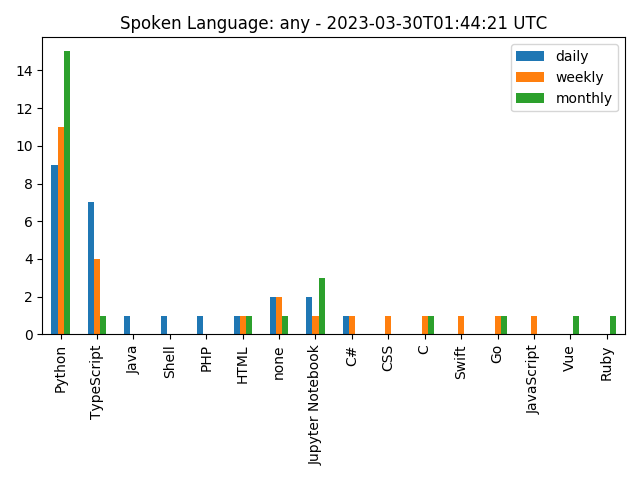 Spoken Language: any - 2023-03-30T01:44:21 UTC
daily
weekly
monthly
14
12
10
8
6
4
2
0
Python
TypeScript
Java
Shell
PHP
HTML
none
Jupyter Notebook
C#
CSS
C
Swift
Go
JavaScript
Vue
Ruby